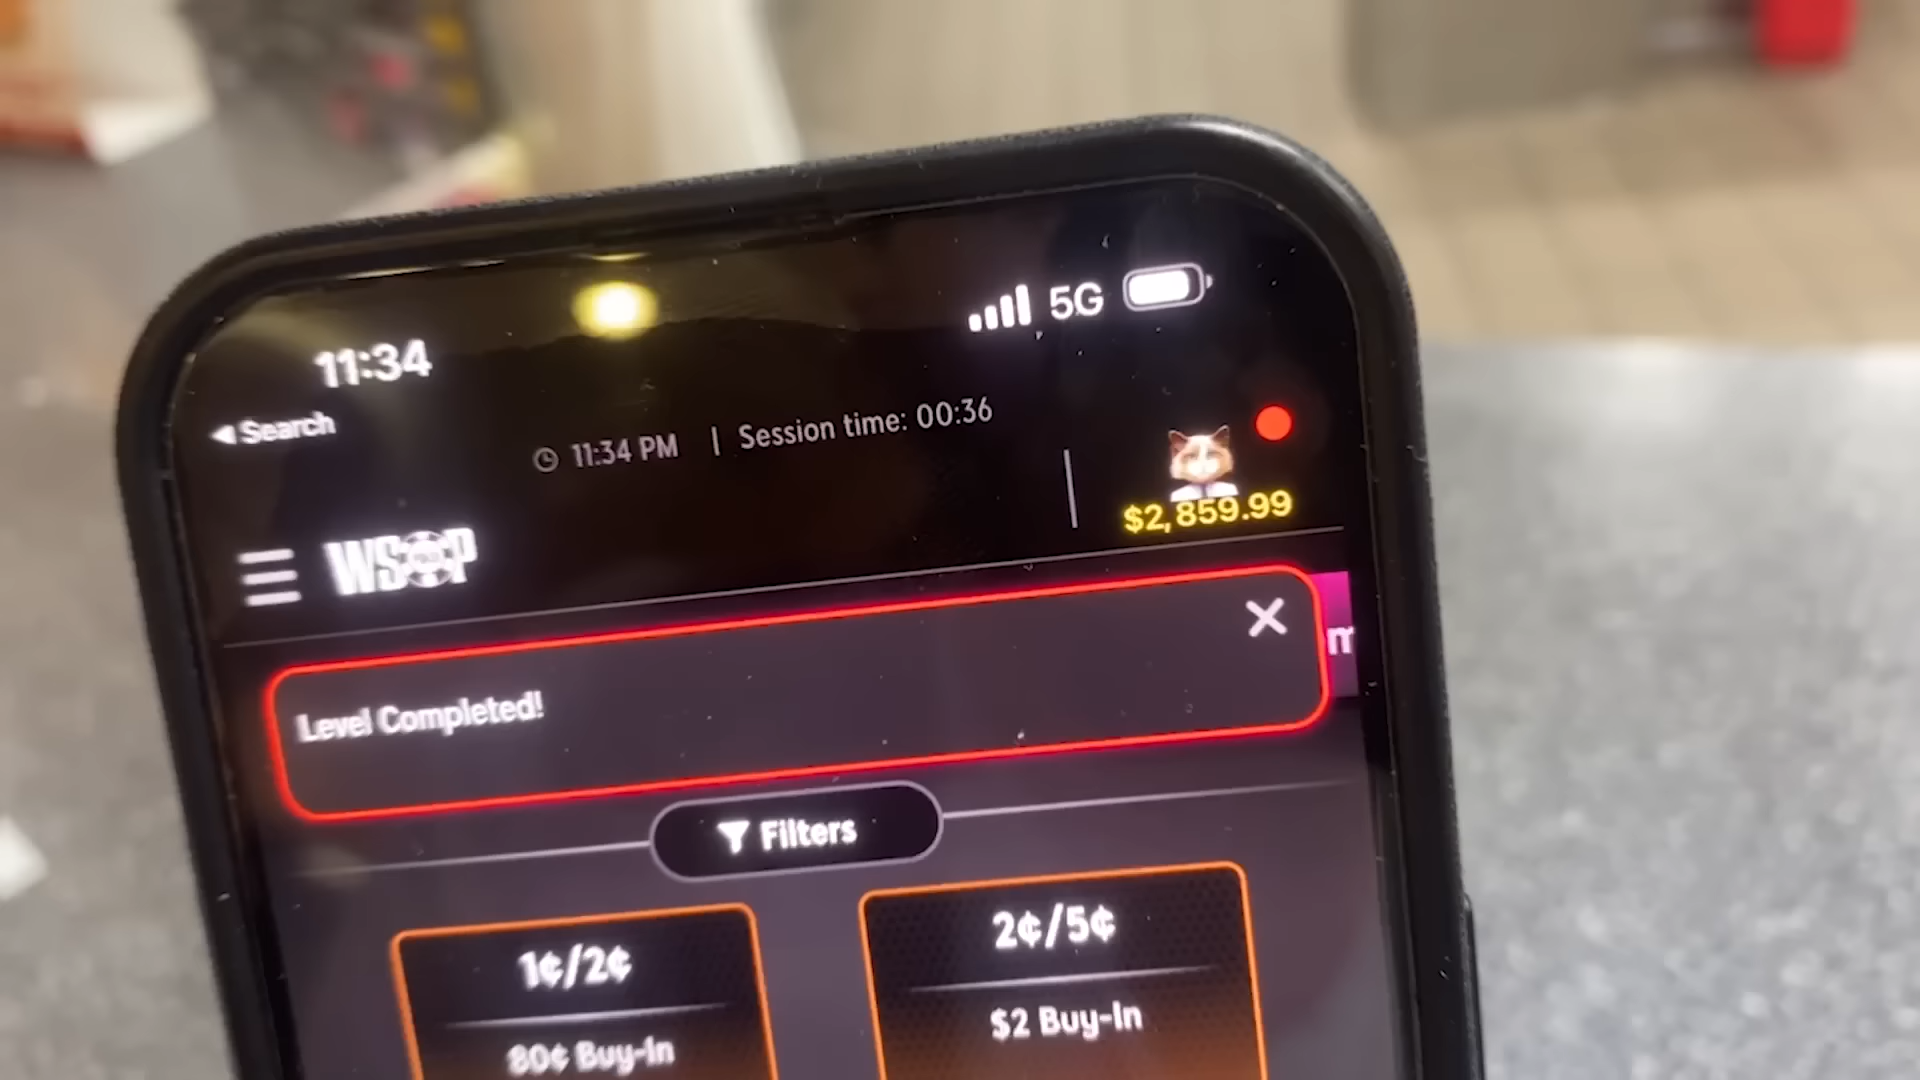 11:34
5G
◀ Search
11:34 PM | Session time: 00:36
$2,859.99
WSOP
Level Completed!
Filters
1¢/2¢
80¢ Buy-In
2¢/5¢
$2 Buy-In